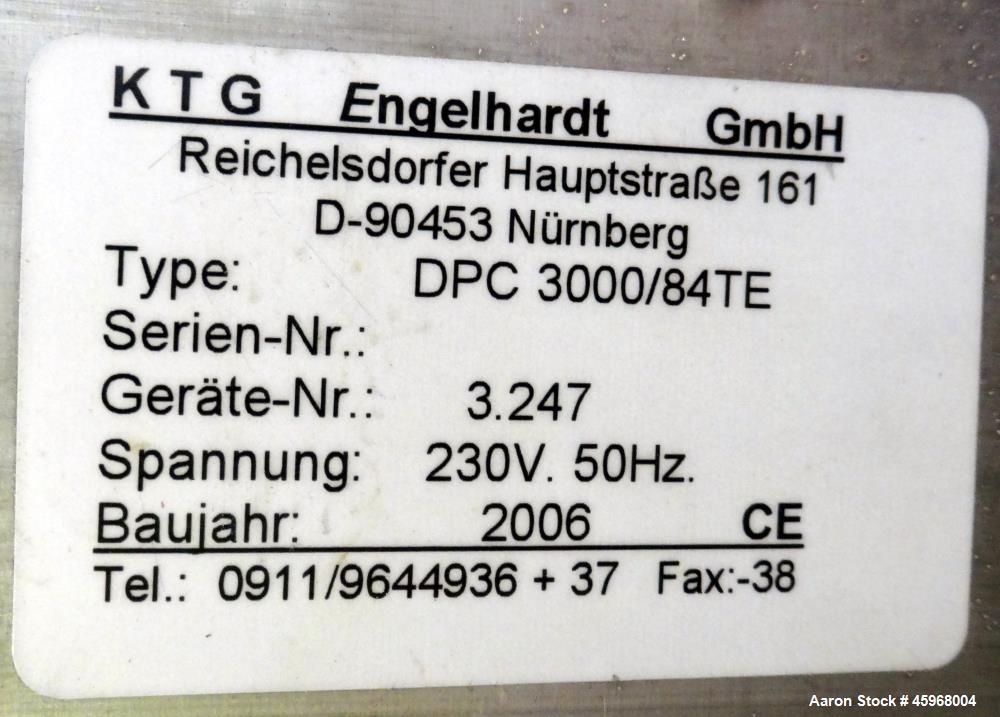 KTG Engelhardt GmbH
Reichelsdorfer Hauptstraße 161
D-90453 Nürnberg
Type: DPC 3000/84TE
Serien-Nr.:
Geräte-Nr.: 3.247
Spannung: 230V. 50Hz.
Baujahr: 2006 CE
Tel.: 0911/9644936 + 37 Fax:-38
Aaron Stock # 45968004